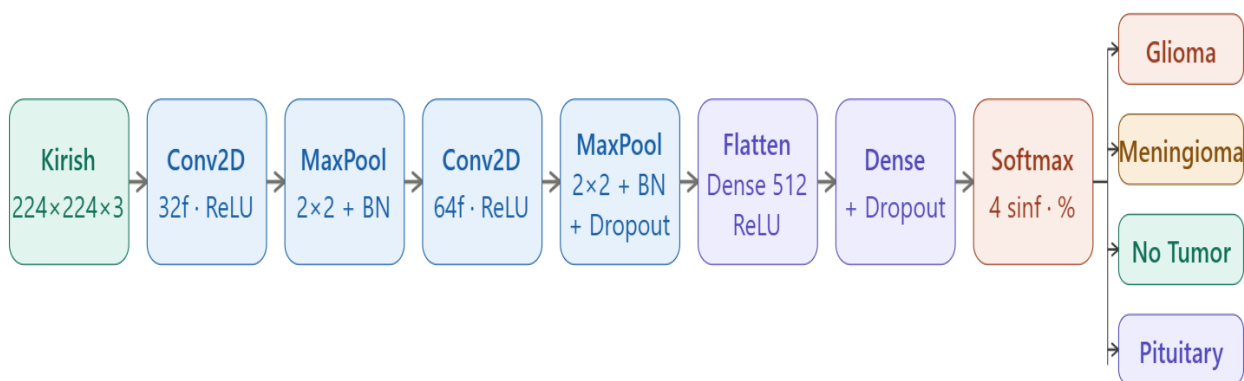 Kirish
224×224×3
Conv2D
32f · ReLU
MaxPool
2×2 + BN
Conv2D
64f · ReLU
MaxPool
2×2 + BN
+ Dropout
Flatten
Dense 512
ReLU
Dense
+ Dropout
Softmax
4 sinf · %
Glioma
Meningioma
No Tumor
Pituitary